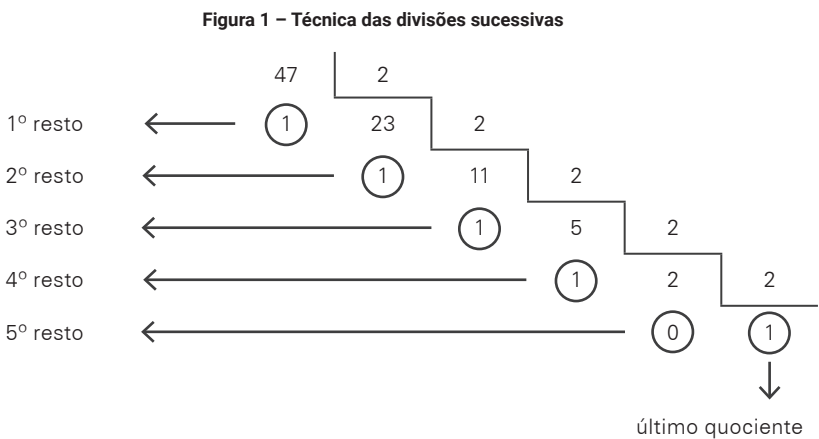 Figura 1 – Técnica das divisões sucessivas
47 2
1º resto 1 23 2
2º resto 1 11 2
3º resto 1 5 2
4º resto 1 2 2
5º resto 0 1
último quociente